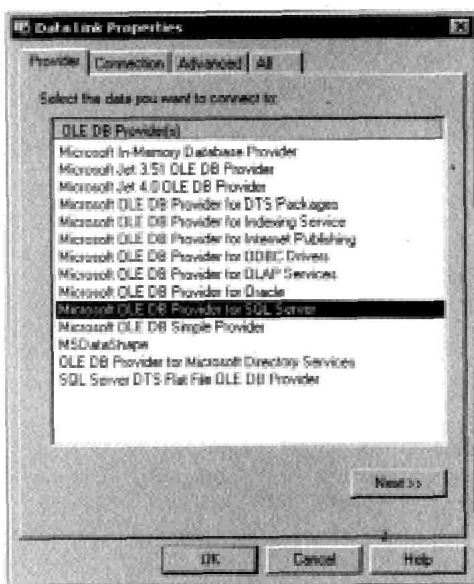 Data Link Properties
Provider Connection Advanced All
Select the data you want to connect to:
OLE DB Provider(s)
Microsoft In-Memory Database Provider
Microsoft Jet 3.51 OLE DB Provider
Microsoft Jet 4.0 OLE DB Provider
Microsoft OLE DB Provider for DTS Packages
Microsoft OLE DB Provider for Indexing Service
Microsoft OLE DB Provider for Internet Publishing
Microsoft OLE DB Provider for ODBC Drivers
Microsoft OLE DB Provider for OLAP Services
Microsoft OLE DB Provider for Oracle
Microsoft OLE DB Provider for SQL Server
Microsoft OLE DB Simple Provider
MSDataShape
OLE DB Provider for Microsoft Directory Services
SQL Server DTS Flat File OLE DB Provider
Next >>
OK Cancel Help